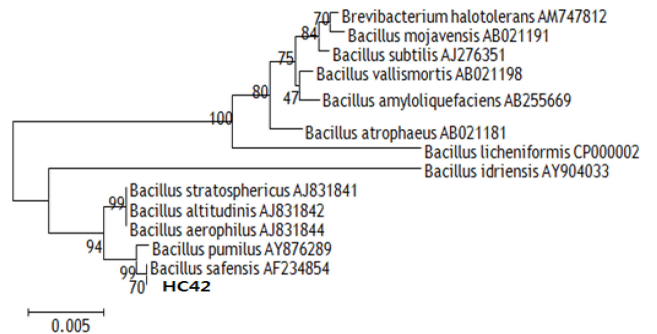 70 Brevibacterium halotolerans AM747812
84 Bacillus mojavensis AB021191
75 Bacillus subtilis AJ276351
Bacillus vallismortis AB021198
80 47 Bacillus amyloliquefaciens AB255669
100 Bacillus atrophaeus AB021181
Bacillus licheniformis CP000002
Bacillus idriensis AY904033
Bacillus stratosphericus AJ831841
99 Bacillus altitudinis AJ831842
Bacillus aerophilus AJ831844
94 Bacillus pumilus AY876289
99 Bacillus safensis AF234854
70 HC42
0.005